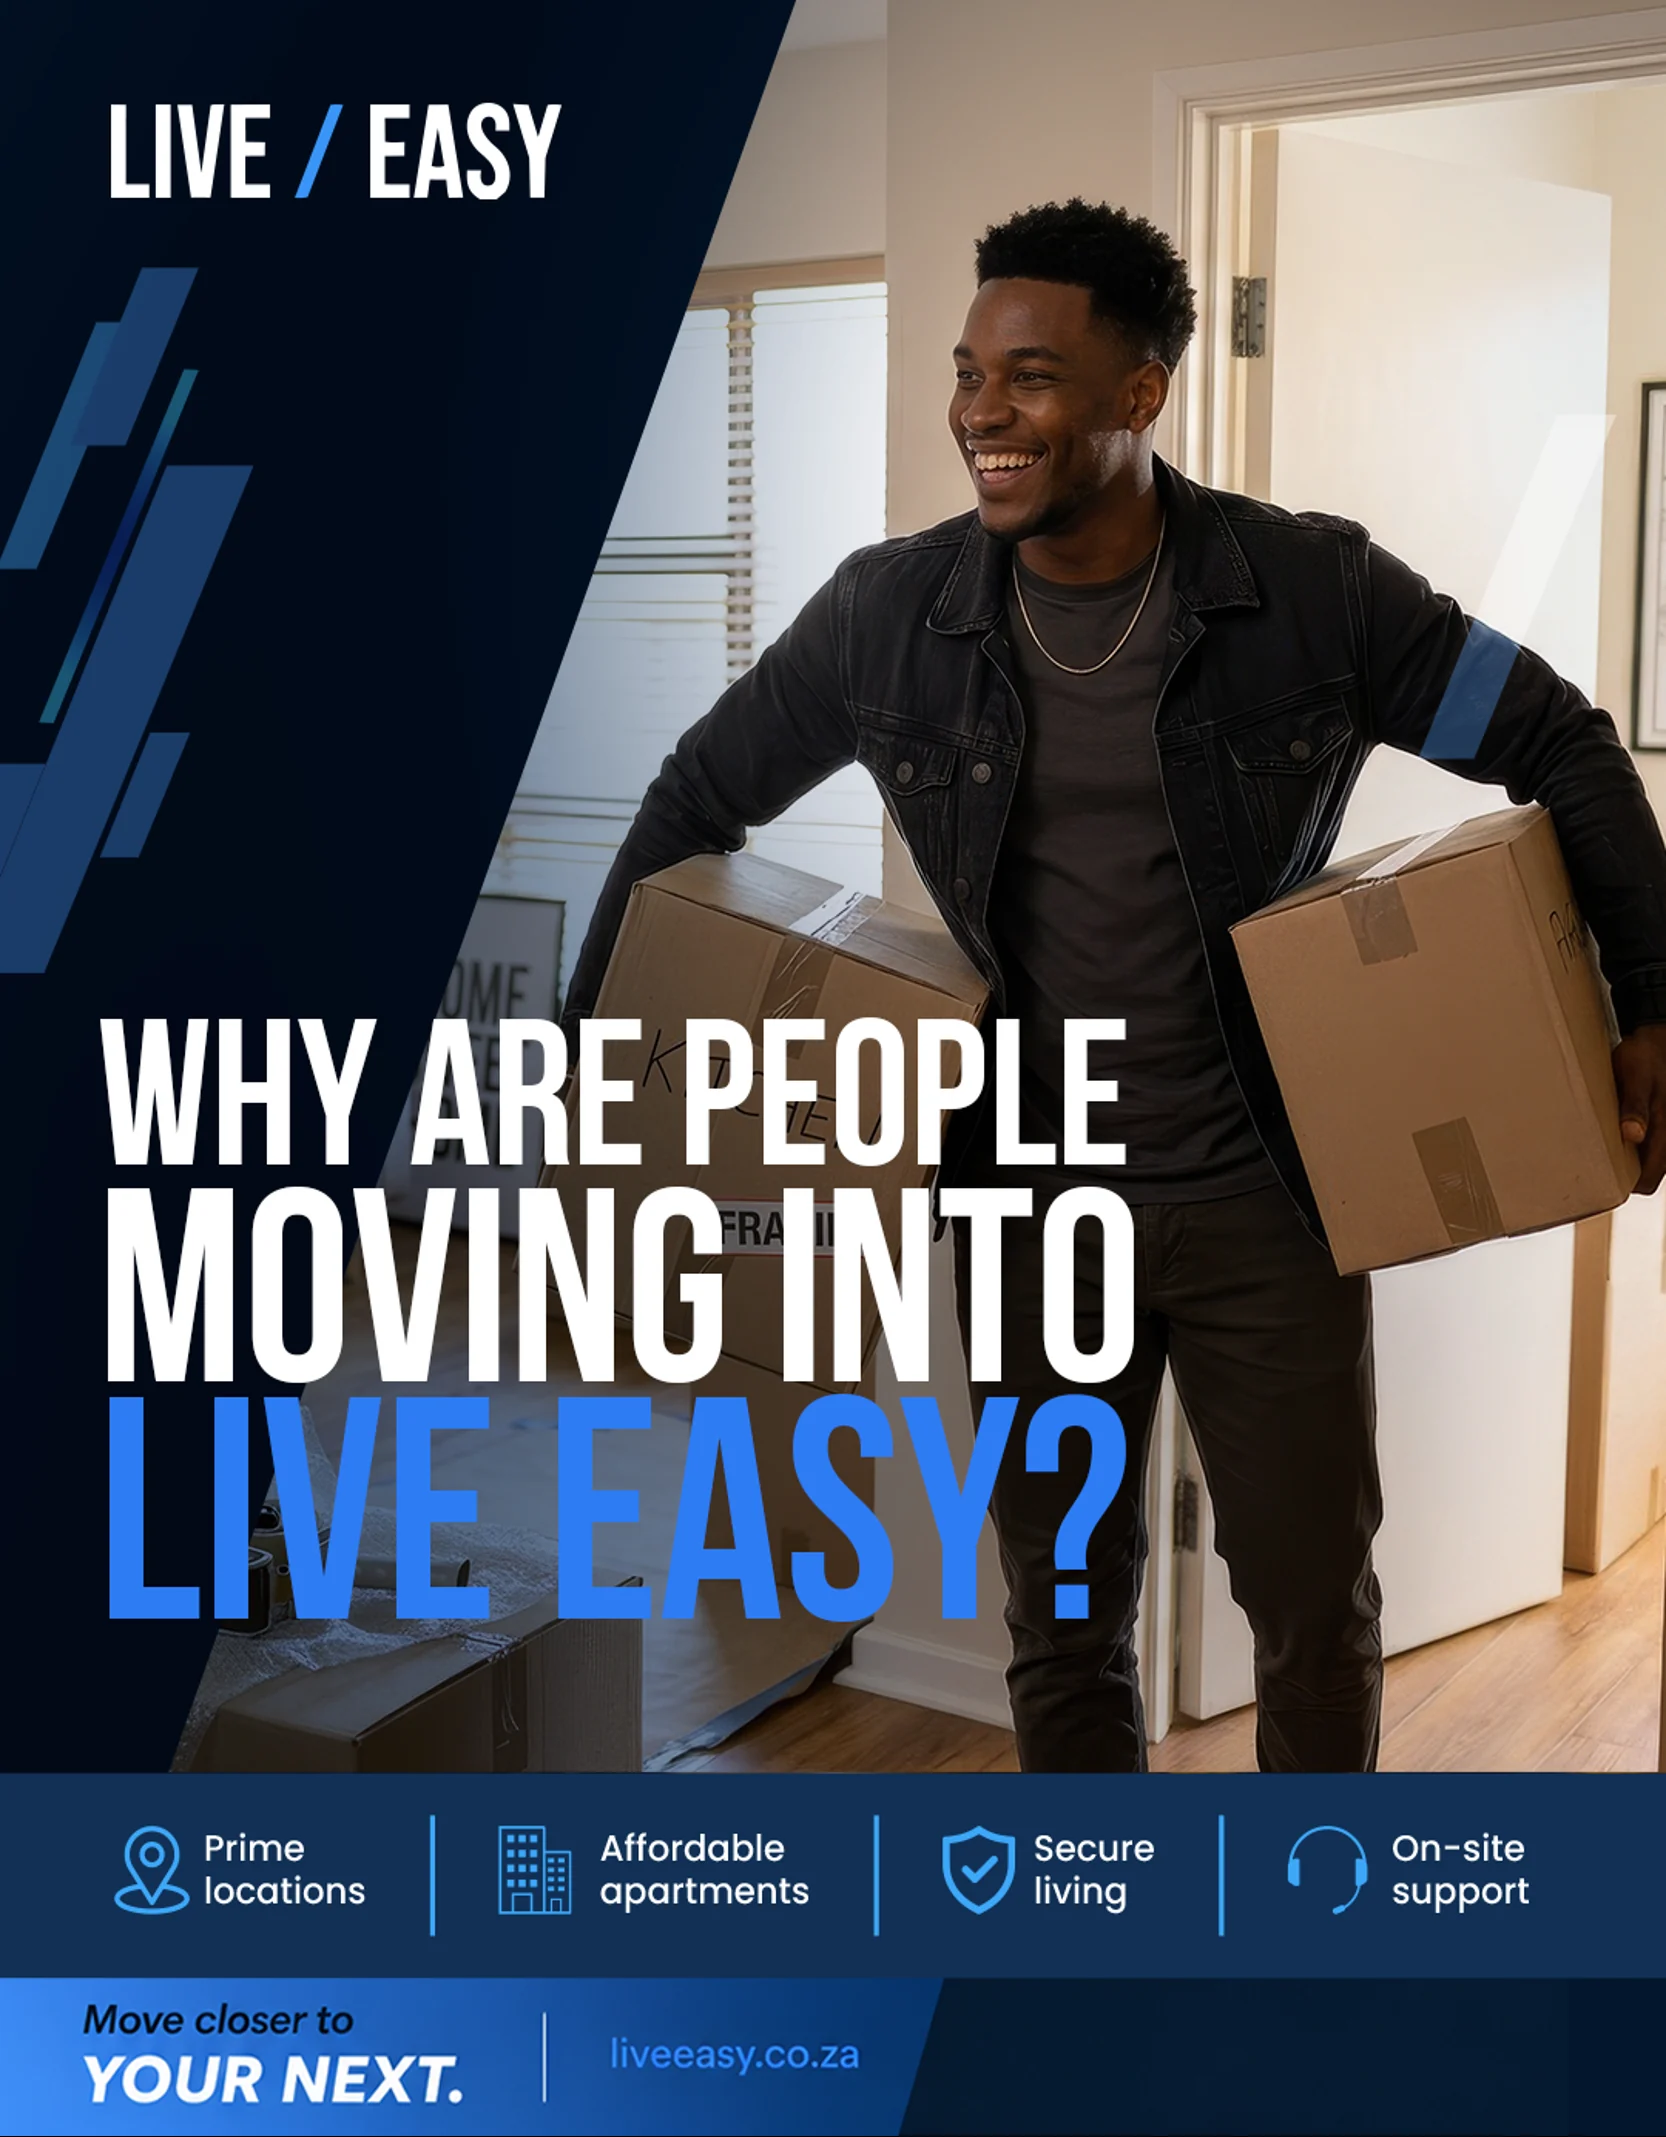 LIVE / EASY
WHY ARE PEOPLE
MOVING INTO
LIVE EASY?
KITCHEN
Prime
locations
Affordable
apartments
Secure
living
On-site
support
Move closer to
YOUR NEXT.
liveeasy.co.za